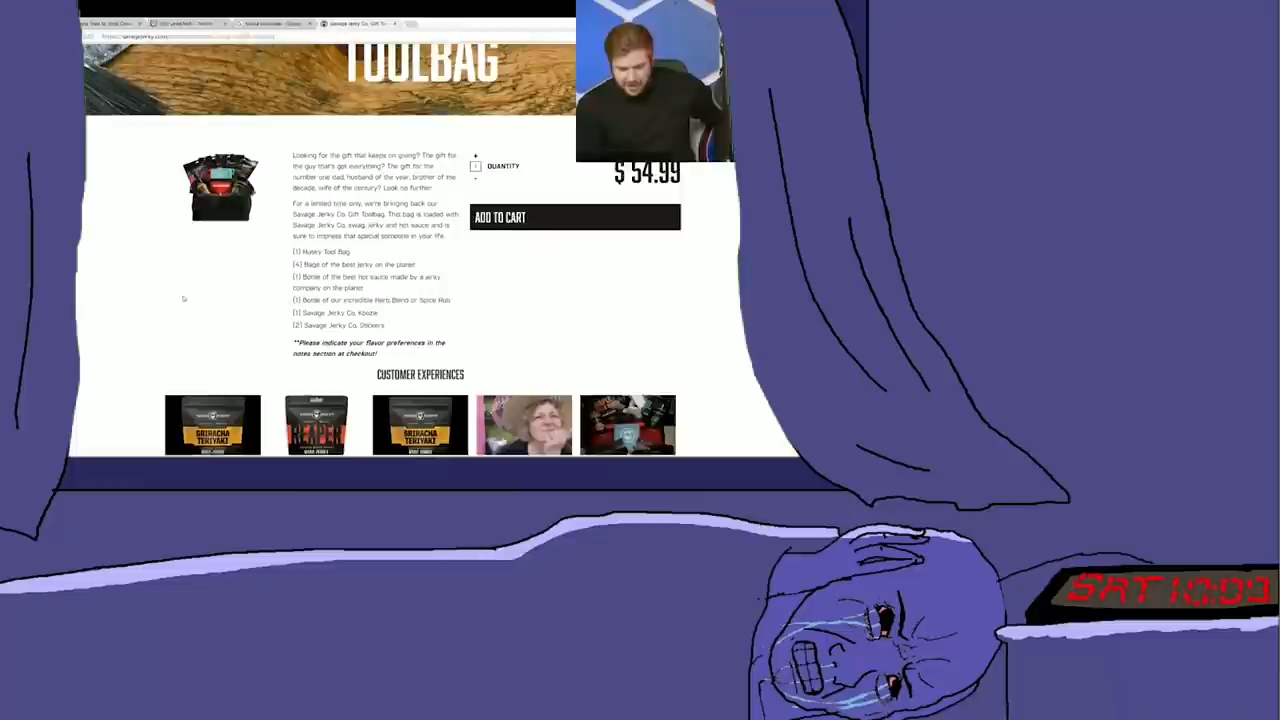 TOOLBAG
Looking for the gift that keeps on giving? The gift for
the guy that's got everything? The gift for the
number one dad, husband of the year, brother of the
decade, wife of the century? Look no further.
For a limited time only, we're bringing back our
Savage Jerky Co. Gift Toolbag. This bag is loaded with
Savage Jerky Co. swag, jerky and hot sauce and is
sure to impress that special someone in your life.
(1) Husky Tool Bag
(4) Bags of the best jerky on the planet
(1) Bottle of the best hot sauce made by a jerky
company on the planet
(1) Bottle of our incredible Herb Blend or Spice Rub
(1) Savage Jerky Co. Koozie
(2) Savage Jerky Co. Stickers
**Please indicate your flavor preferences in the
notes section at checkout!
+
1 QUANTITY
-
$ 54.99
ADD TO CART
CUSTOMER EXPERIENCES
SRIRACHA
TERIYAKI
REAPER
SRIRACHA
TERIYAKI
SAT 10:00